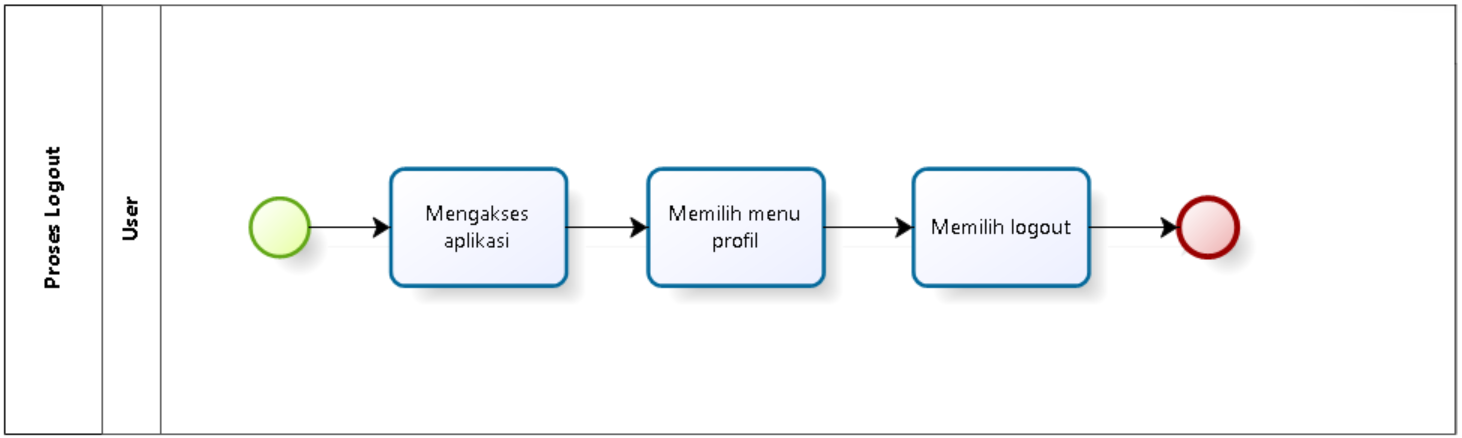 Proses Logout
User
Mengakses
aplikasi
Memilih menu
profil
Memilih logout